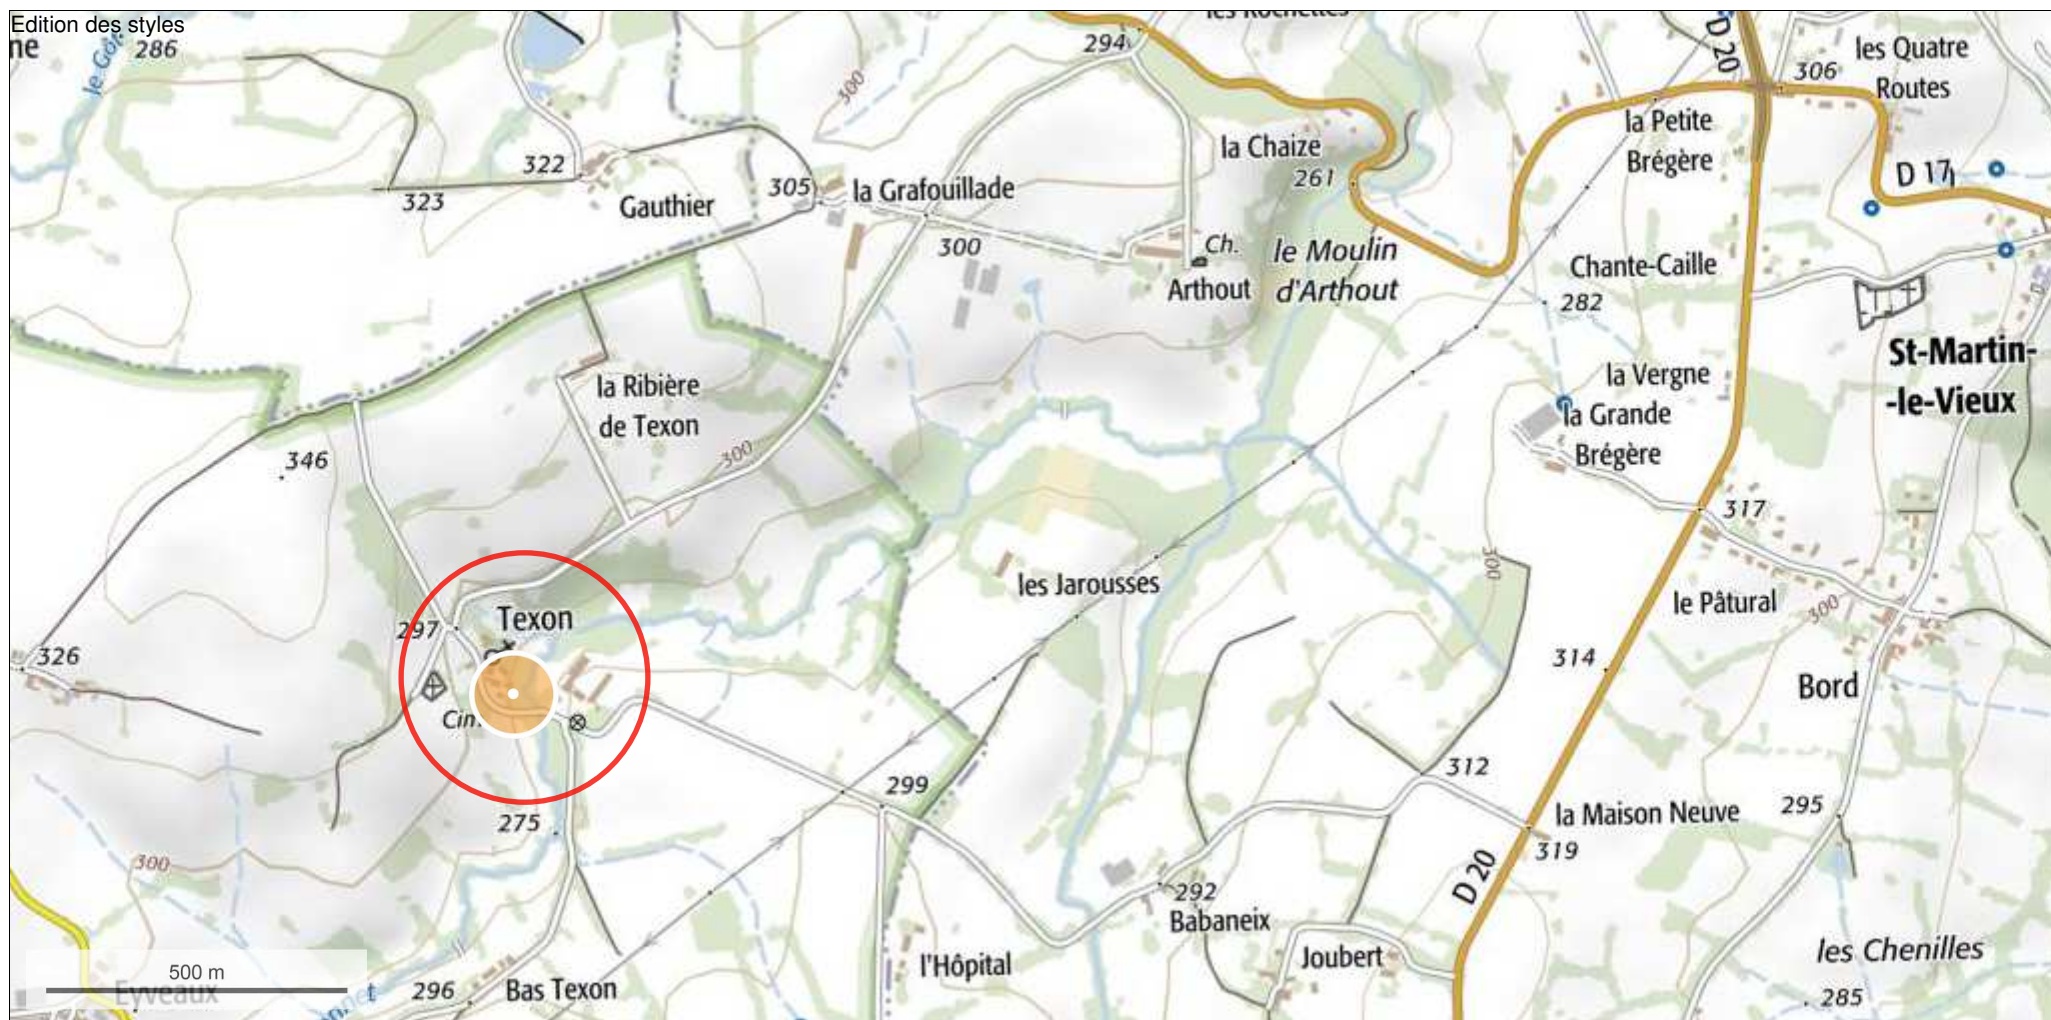 Edition des styles
286
294
306
les Quatre
Routes
D 20
300
la Chaize
261
la Petite
Brégère
D 17
322
323
Gauthier
305
la Grafouillade
300
Ch.
Arthout
le Moulin
d'Arthout
Chante-Caille
282
St-Martin-
-le-Vieux
la Ribière
de Texon
la Vergne
la Grande
Brégère
346
300
317
300
les Jarousses
le Pâtural
300
Texon
297
326
314
Bord
Cim.
312
299
275
la Maison Neuve
295
319
300
D 20
292
Babaneix
l'Hôpital
Joubert
les Chenilles
285
500 m
Eyveaux
296
Bas Texon